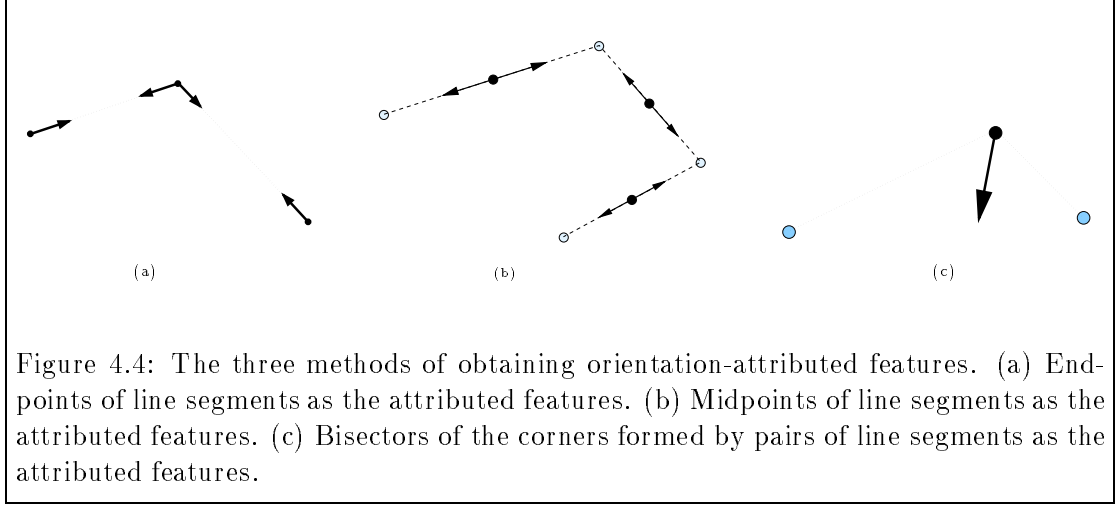 (a)
(b)
(c)
Figure 4.4: The three methods of obtaining orientation-attributed features. (a) End-
points of line segments as the attributed features. (b) Midpoints of line segments as the
attributed features. (c) Bisectors of the corners formed by pairs of line segments as the
attributed features.